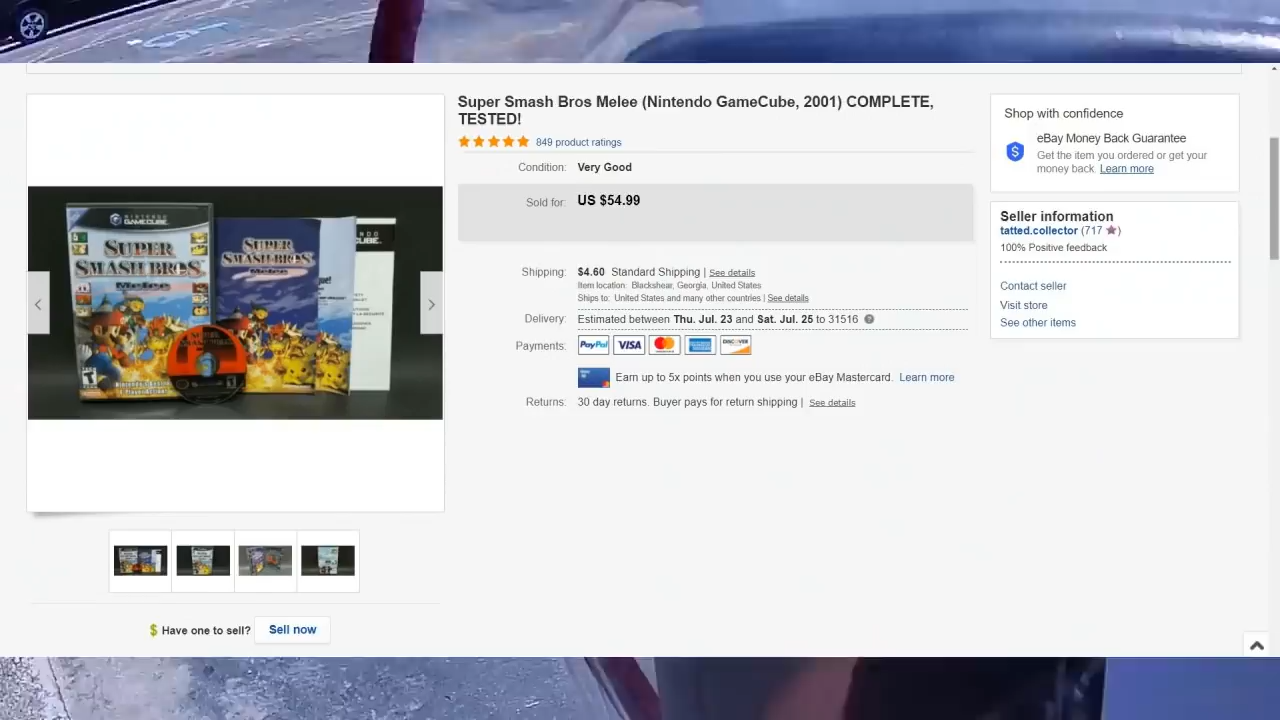 Super Smash Bros Melee (Nintendo GameCube, 2001) COMPLETE,
TESTED!
849 product ratings
Condition: Very Good
Sold for: US $54.99
Shipping: $4.60 Standard Shipping | See details
Item location: Blackshear, Georgia, United States
Ships to: United States and many other countries | See details
Delivery: Estimated between Thu. Jul. 23 and Sat. Jul. 25 to 31516
Payments: PayPal VISA
DISCOVER
Earn up to 5x points when you use your eBay Mastercard. Learn more
Returns: 30 day returns. Buyer pays for return shipping | See details
Shop with confidence
eBay Money Back Guarantee
Get the item you ordered or get your
money back. Learn more
Seller information
tatted.collector (717)
100% Positive feedback
Contact seller
Visit store
See other items
NINTENDO
GAMECUBE
SUPER
SMASH BROS.
Melee
SUPER
SMASH BROS.
Melee
CUBE.
$ Have one to sell? Sell now